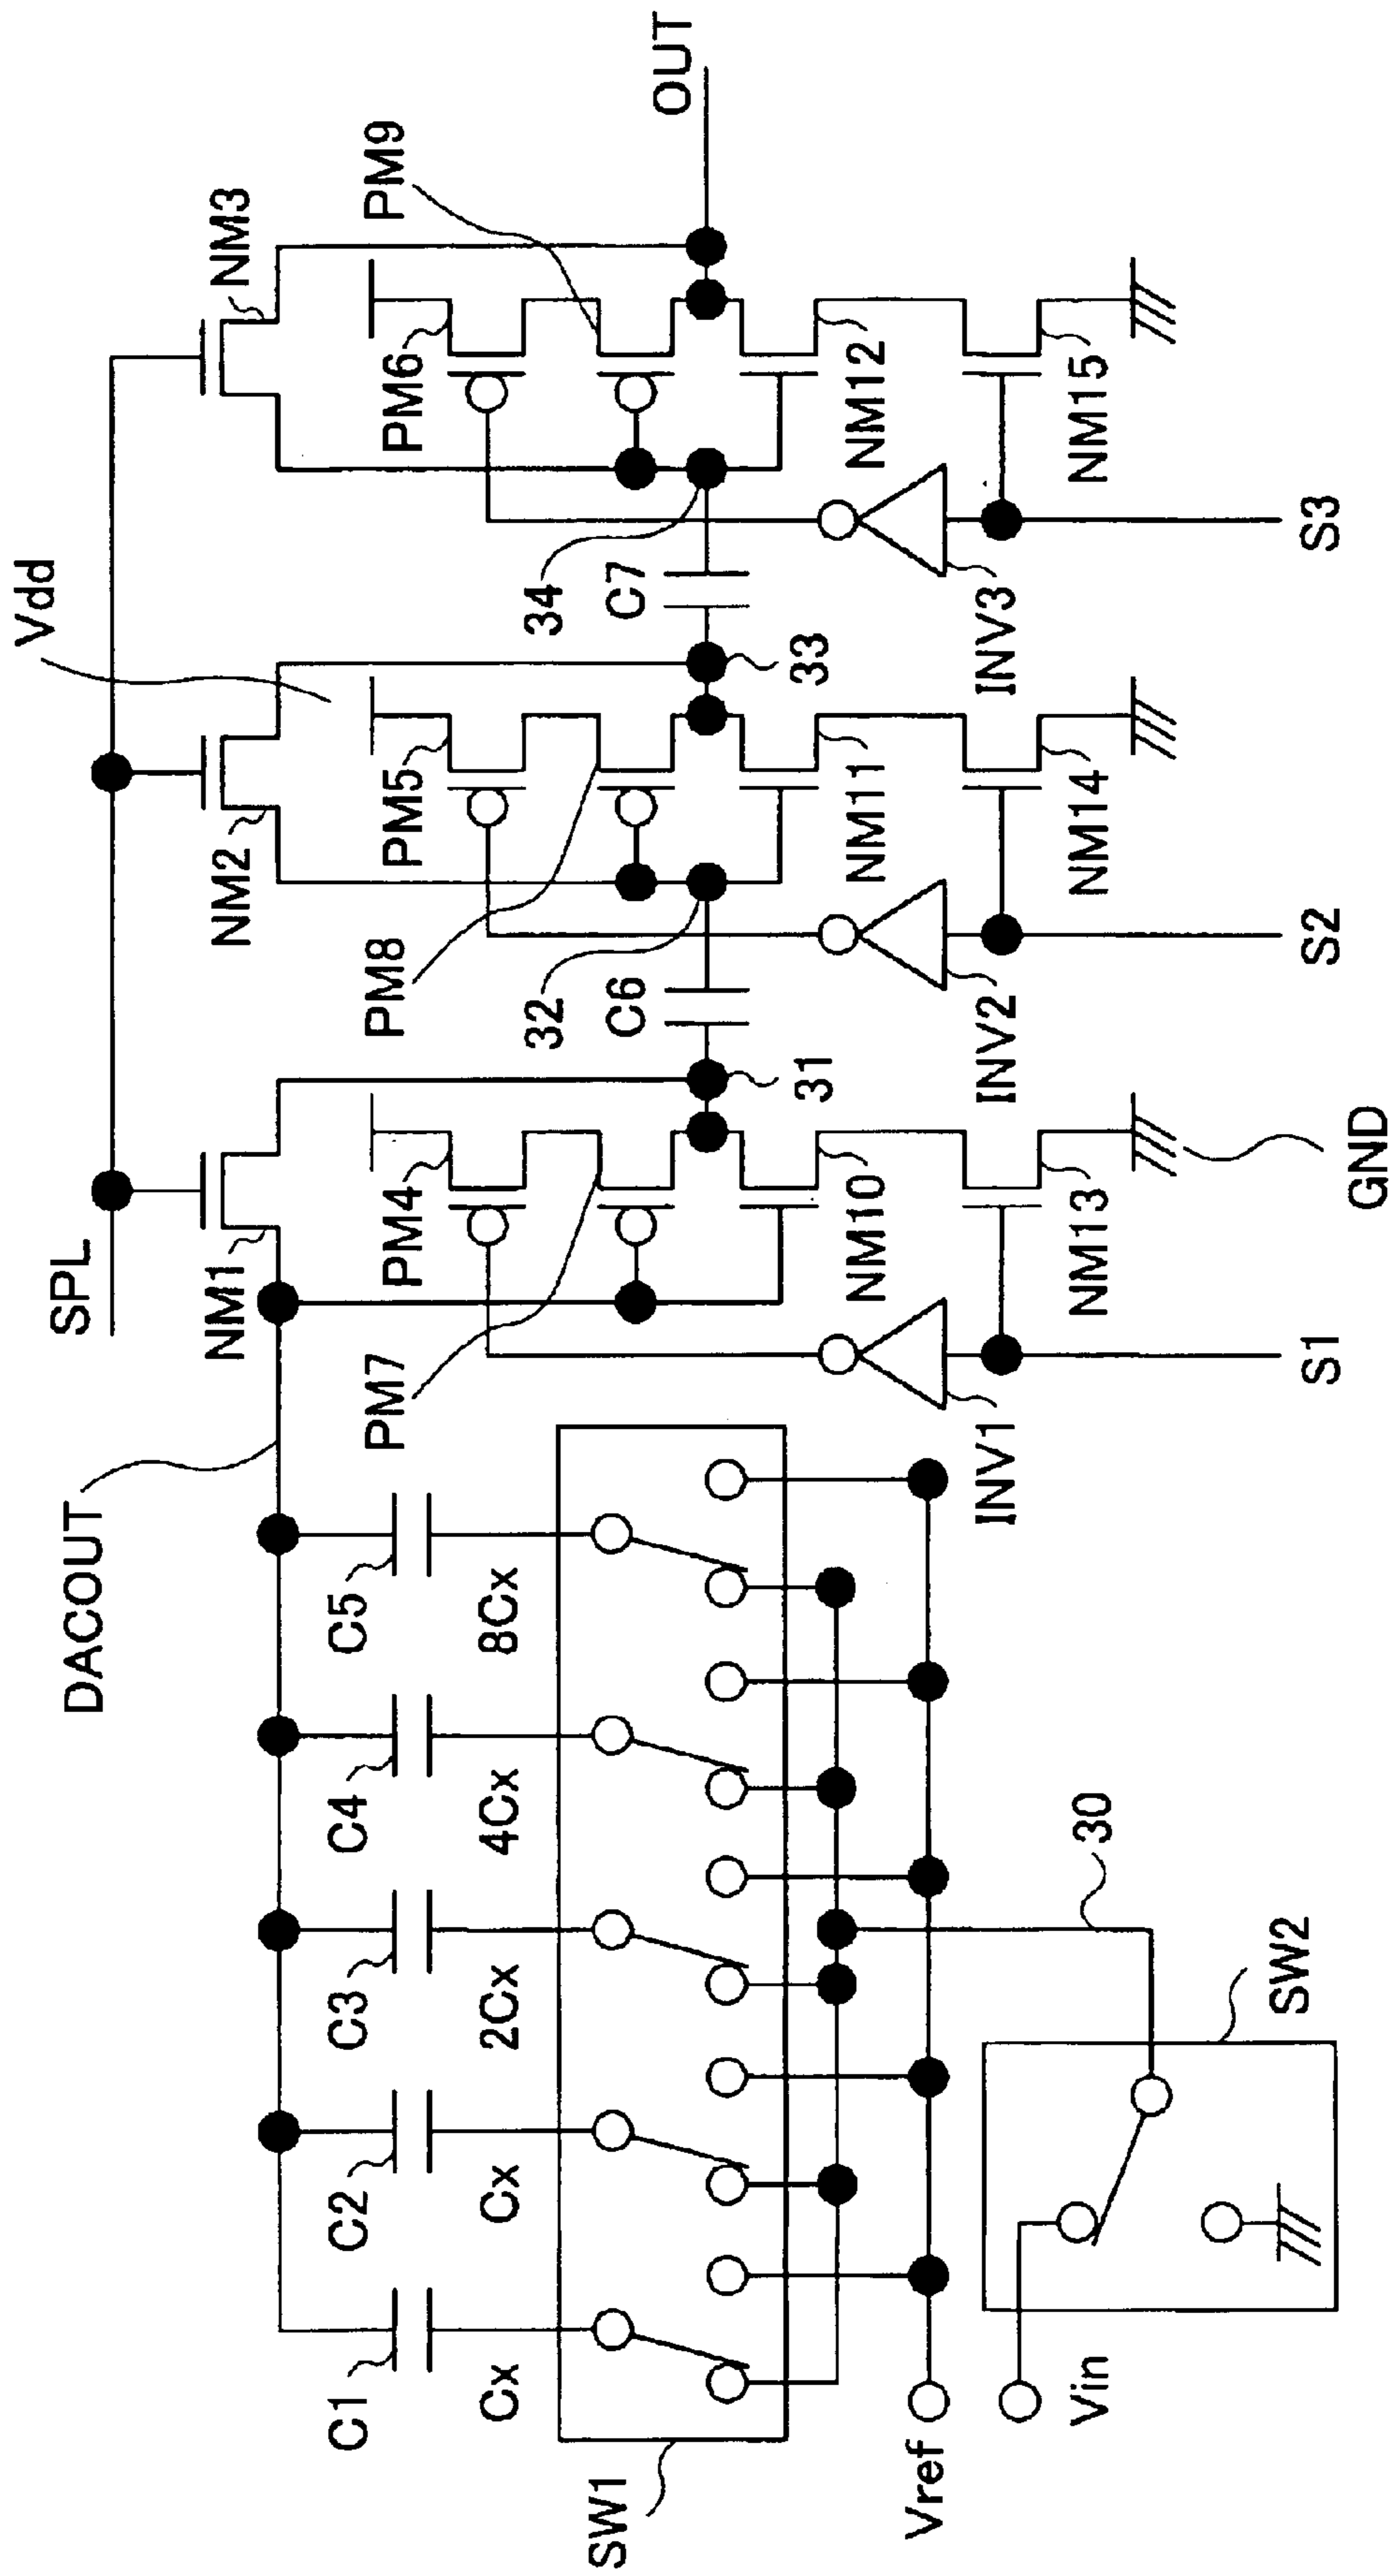 SPL
Vdd
DACOUT
NM1
NM2
NM3
C1
C2
C3
C4
C5
Cx
Cx
2Cx
4Cx
8Cx
SW1
PM7
PM4
PM8
PM5
PM9
PM6
31
32
C6
33
34
C7
OUT
NM10
NM11
NM12
INV1
NM13
INV2
NM14
INV3
NM15
Vref
Vin
30
SW2
S1
S2
S3
GND